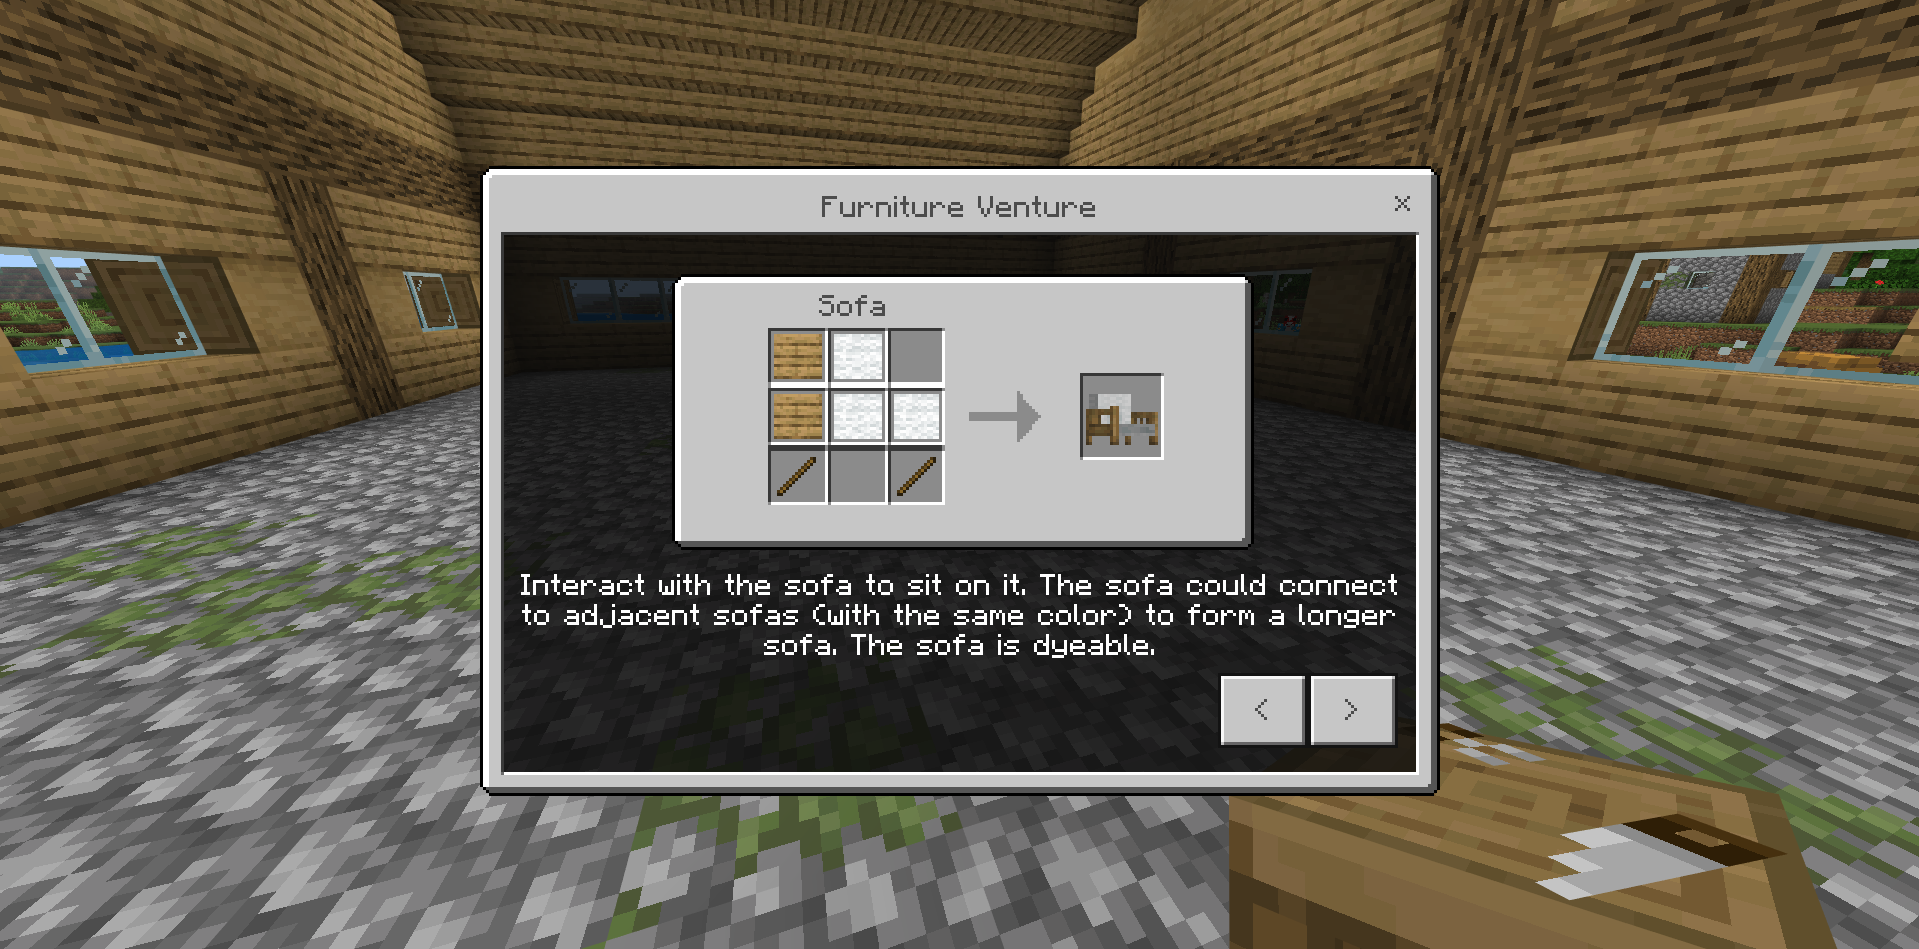 Furniture Venture
Sofa
Interact with the sofa to sit on it. The sofa could connect
to adjacent sofas (with the same color) to form a longer
sofa. The sofa is dyeable.